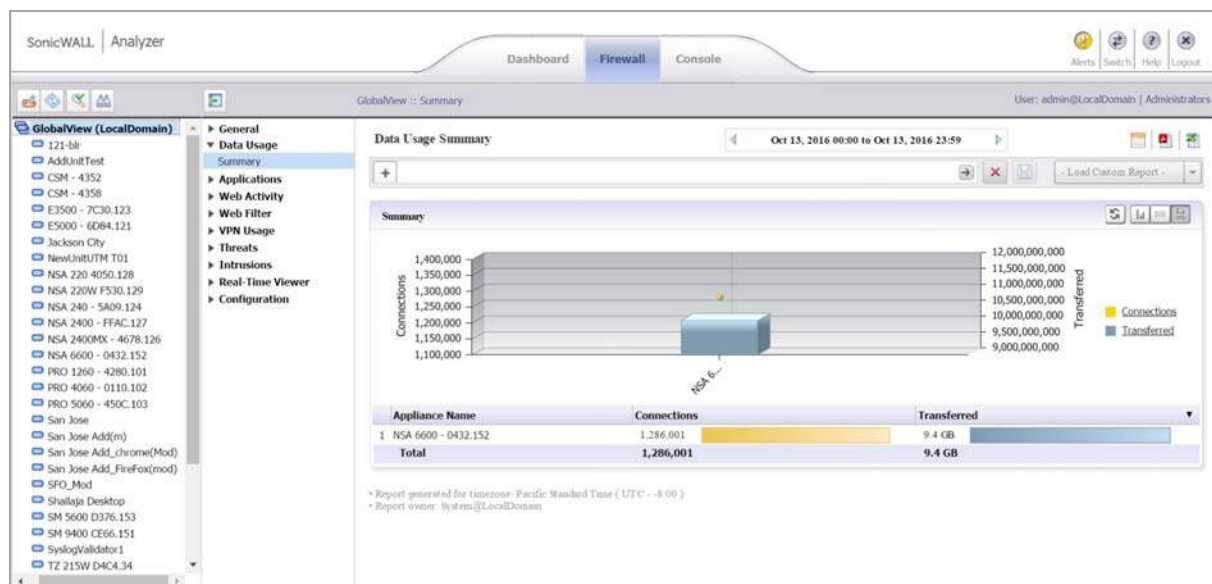 SonicWALL | Analyzer
Dashboard
Firewall
Console
Alerts
Switch
Help
Logout
GlobalView :: Summary
User: admin@LocalDomain | Administrators
GlobalView (LocalDomain)
121-blr
AddUnitTest
CSM - 4352
CSM - 4358
E3500 - 7C30.123
E5000 - 6D84.121
Jackson City
NewUnitUTM T01
NSA 220 4050.128
NSA 220W F530.129
NSA 240 - 5A09.124
NSA 2400 - FFAC.127
NSA 2400MX - 4678.126
NSA 6600 - 0432.152
PRO 1260 - 4280.101
PRO 4060 - 0110.102
PRO 5060 - 450C.103
San Jose
San Jose Add(m)
San Jose Add_chrome(Mod)
San Jose Add_FireFox(mod)
SFO_Mod
Shailaja Desktop
SM 5600 D376.153
SM 9400 CE66.151
SyslogValidator1
TZ 215W D4C4.34
General
Data Usage
Summary
Applications
Web Activity
Web Filter
VPN Usage
Threats
Intrusions
Real-Time Viewer
Configuration
Data Usage Summary
Oct 13, 2016 00:00 to Oct 13, 2016 23:59
- Load Custom Report -
Summary
Connections
1,400,000
1,350,000
1,300,000
1,250,000
1,200,000
1,150,000
1,100,000
12,000,000,000
11,500,000,000
11,000,000,000
10,500,000,000
10,000,000,000
9,500,000,000
9,000,000,000
Transferred
NSA 6...
Connections
Transferred
Appliance Name Connections Transferred
1 NSA 6600 - 0432.152 1,286,001 9.4 GB
Total 1,286,001 9.4 GB
• Report generated for timezone: Pacific Standard Time ( UTC - -8:00 )
• Report owner: System@LocalDomain